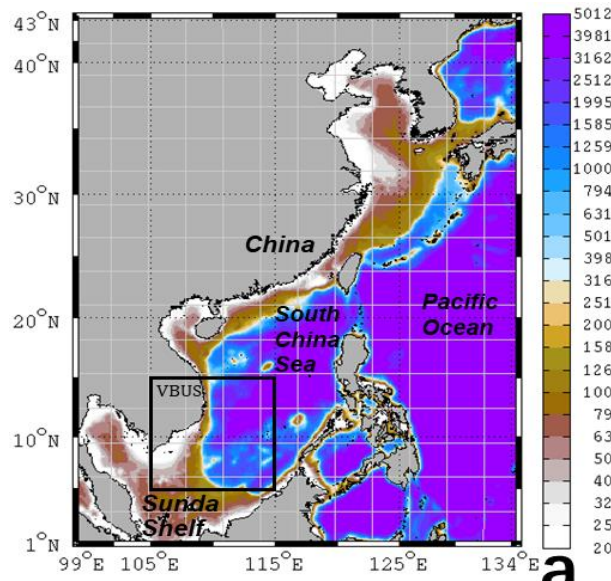 43°N
40°N
30°N
20°N
10°N
1°N
99°E
105°E
115°E
125°E
134°E
China
South
China
Sea
Pacific
Ocean
VBUS
Sunda
Shelf
5012
3981
3162
2512
1995
1585
1259
1000
794
631
501
398
316
251
200
158
126
100
79
63
50
40
32
25
20
a